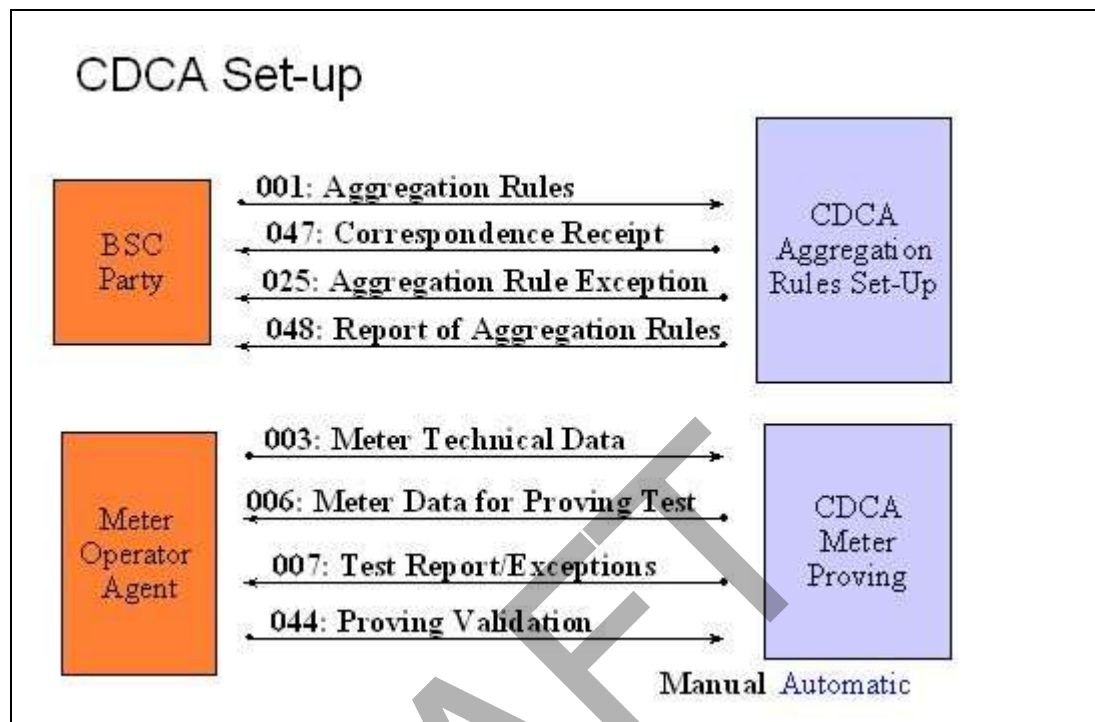 CDCA Set-up
001: Aggregation Rules
047: Correspondence Receipt
025: Aggregation Rule Exception
048: Report of Aggregation Rules
BSC
Party
CDCA
Aggregation
Rules Set-Up
003: Meter Technical Data
006: Meter Data for Proving Test
007: Test Report/Exceptions
044: Proving Validation
Meter
Operator
Agent
CDCA
Meter
Proving
Manual Automatic